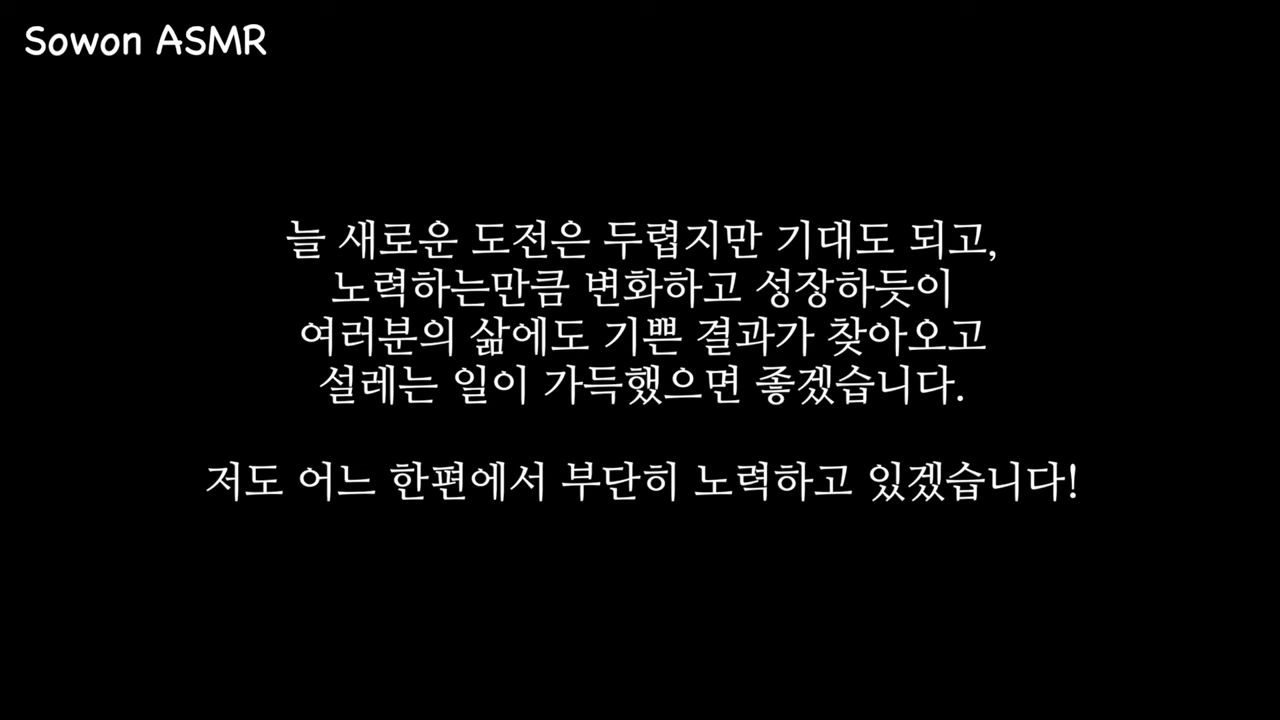 Sowon ASMR
늘 새로운 도전은 두렵지만 기대도 되고,
노력하는만큼 변화하고 성장하듯이
여러분의 삶에도 기쁜 결과가 찾아오고
설레는 일이 가득했으면 좋겠습니다.
저도 어느 한편에서 부단히 노력하고 있겠습니다!